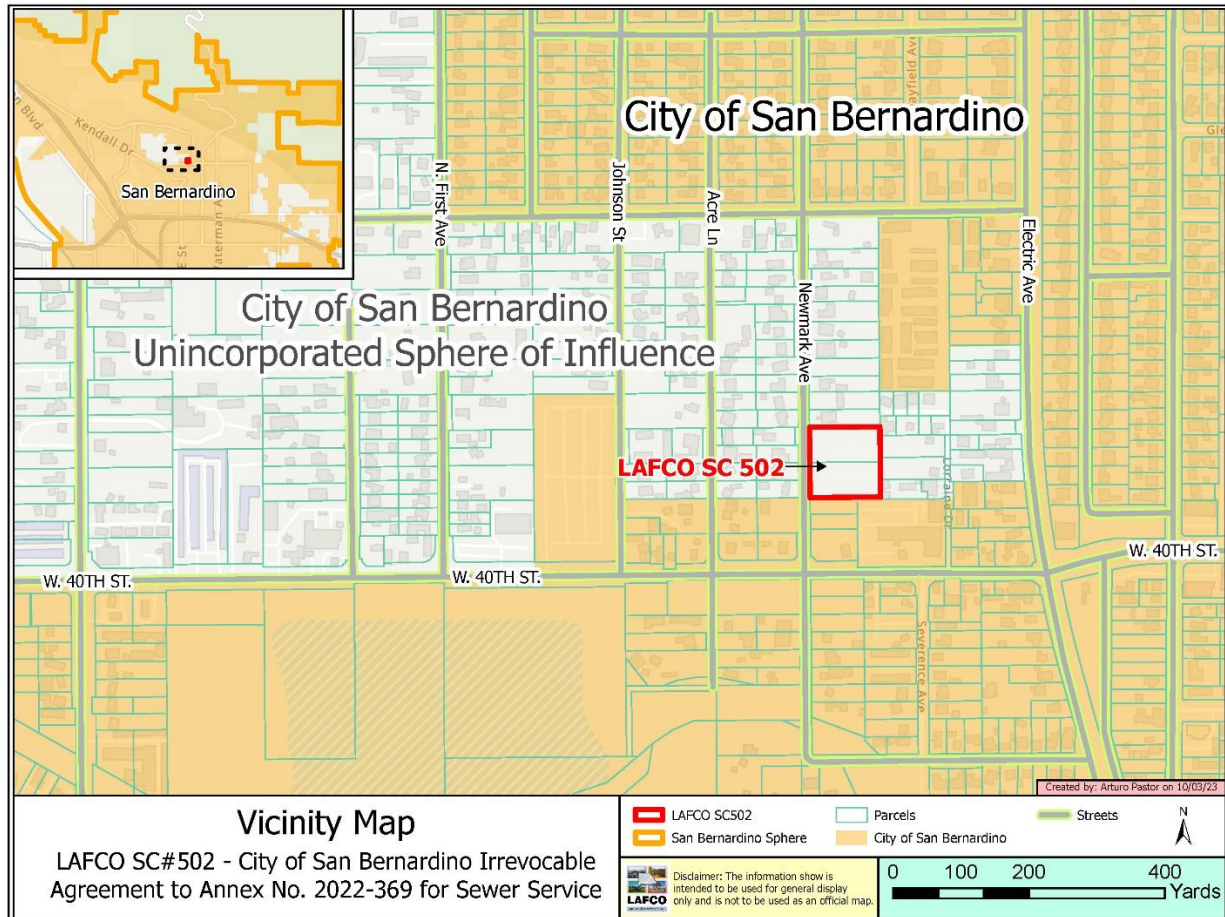 Kendall Dr
San Bernardino
Waterman A
E St
City of San Bernardino
N. First Ave
Johnson St
Acre Ln
Newmark Ave
Electric Ave
City of San Bernardino
Unincorporated Sphere of Influence
LAFCO SC 502
Lorraine Dr
W. 40TH ST.
W. 40TH ST.
W. 40TH ST.
Severence Ave
Created by: Arturo Pastor on 10/03/23
Vicinity Map
LAFCO SC#502 - City of San Bernardino Irrevocable
Agreement to Annex No. 2022-369 for Sewer Service
LAFCO SC502
Parcels
Streets
San Bernardino Sphere
City of San Bernardino
N
LAFCO
Disclaimer: The information show is
intended to be used for general display
only and is not to be used as an official map.
0 100 200 400
Yards